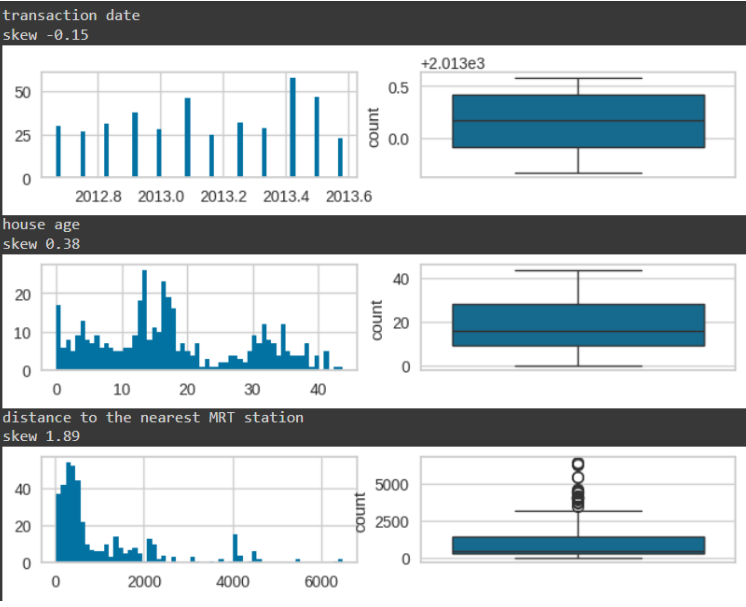 transaction date
skew -0.15
+2.013e3
50
25
0
2012.8 2013.0 2013.2 2013.4 2013.6
count
0.5
0.0
house age
skew 0.38
20
10
0
0 10 20 30 40
count
40
20
0
distance to the nearest MRT station
skew 1.89
40
20
0
0 2000 4000 6000
count
5000
2500
0